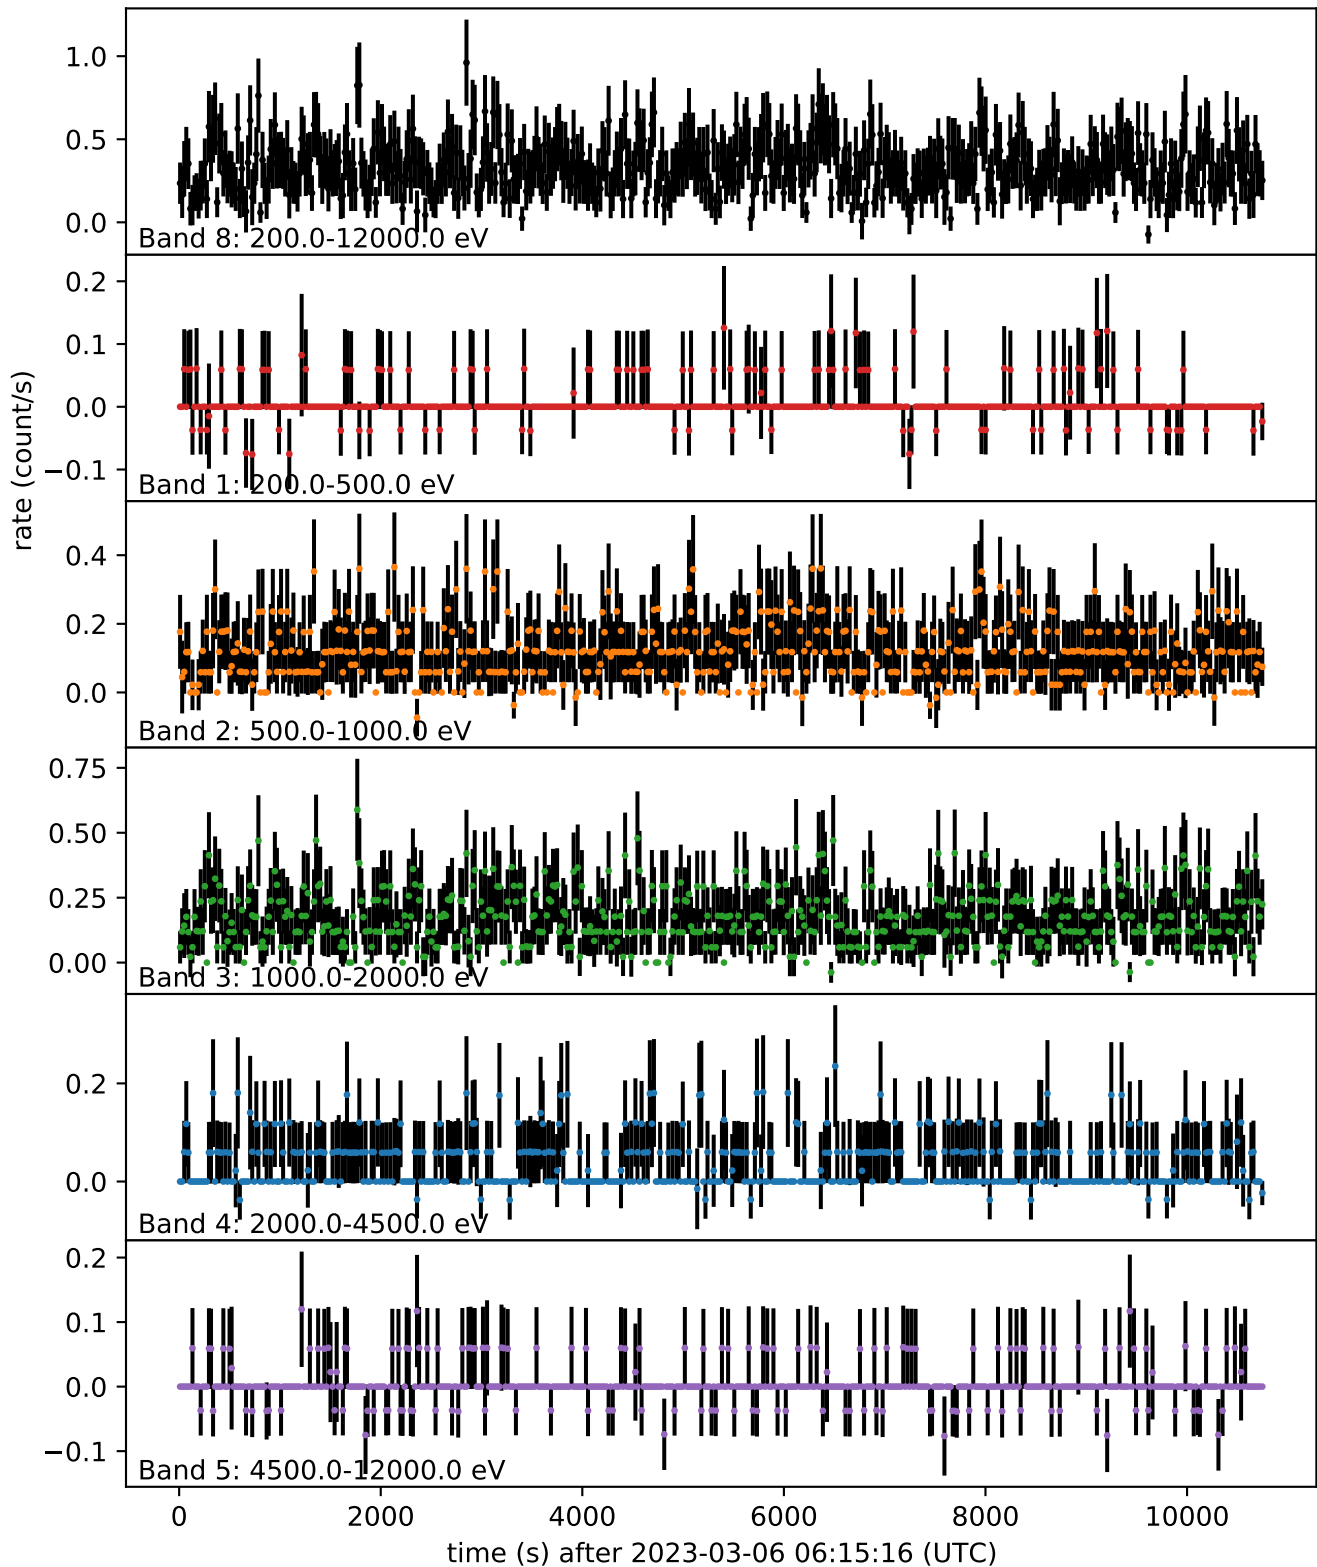 1.0
0.5
0.0
Band 8: 200.0-12000.0 eV
0.2
0.1
0.0
−0.1
Band 1: 200.0-500.0 eV
rate (count/s)
0.4
0.2
0.0
Band 2: 500.0-1000.0 eV
0.75
0.50
0.25
0.00
Band 3: 1000.0-2000.0 eV
0.2
0.0
Band 4: 2000.0-4500.0 eV
0.2
0.1
0.0
−0.1
Band 5: 4500.0-12000.0 eV
0 2000 4000 6000 8000 10000
time (s) after 2023-03-06 06:15:16 (UTC)